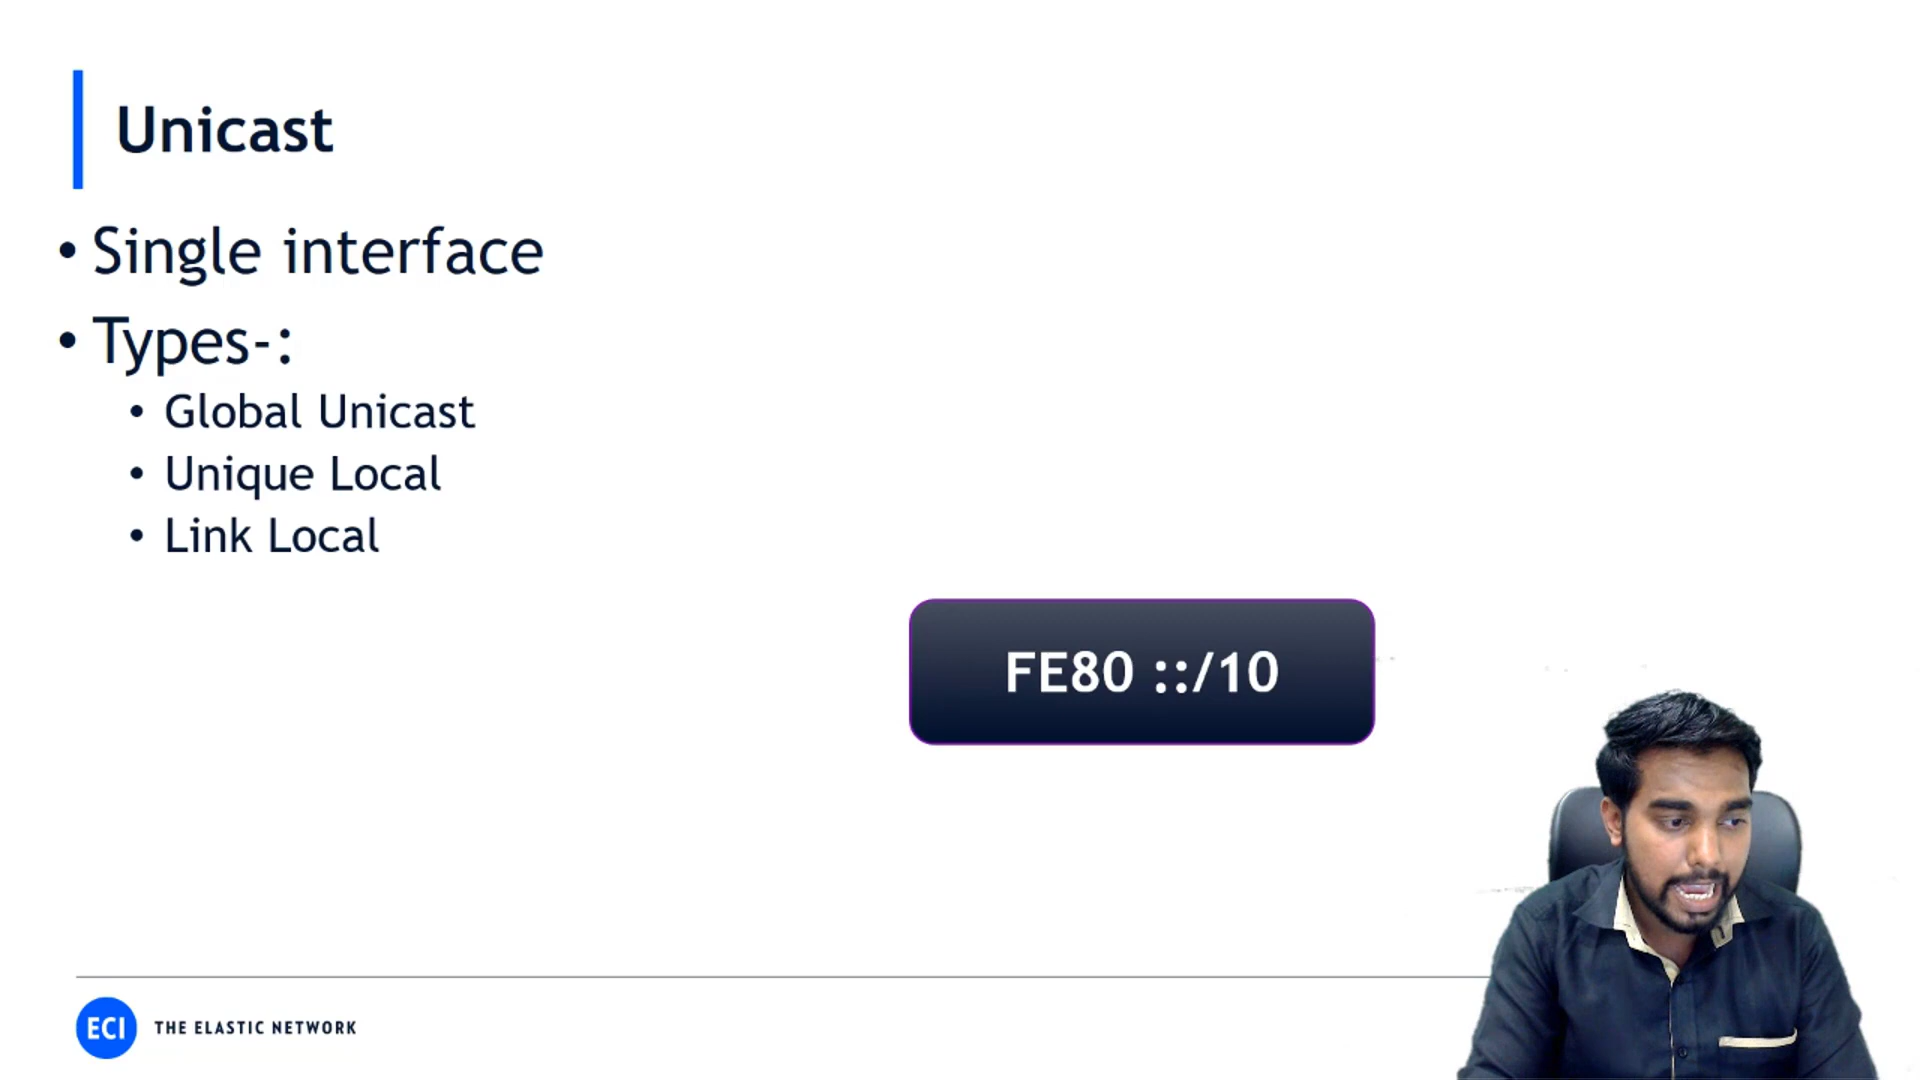 Unicast
• Single interface
• Types-:
• Global Unicast
• Unique Local
• Link Local
FE80 ::/10
ECI THE ELASTIC NETWORK